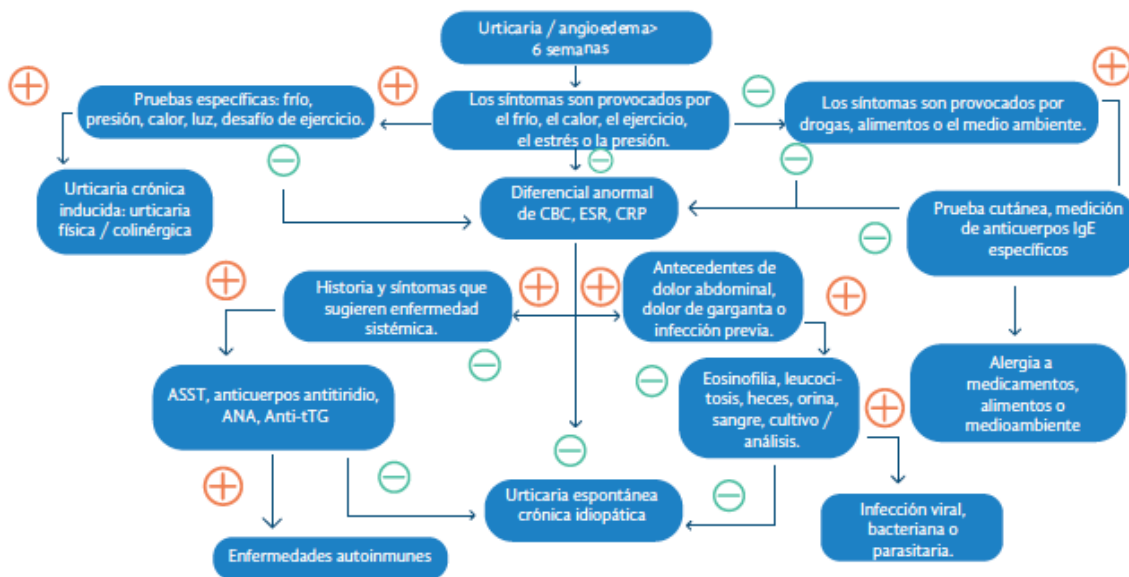 Urticaria / angioedema>
6 semanas
Pruebas específicas: frío,
presión, calor, luz, desafío de ejercicio.
Los síntomas son provocados por
el frío, el calor, el ejercicio,
el estrés o la presión.
Los síntomas son provocados por
drogas, alimentos o el medio ambiente.
Urticaria crónica
inducida: urticaria
física / colinérgica
Diferencial anormal
de CBC, ESR, CRP
Prueba cutánea, medición
de anticuerpos IgE
específicos
Historia y síntomas que
sugieren enfermedad
sistémica.
Antecedentes de
dolor abdominal,
dolor de garganta o
infección previa.
ASST, anticuerpos antitiridio,
ANA, Anti-tTG
Eosinofilia, leucoci-
tosis, heces, orina,
sangre, cultivo /
análisis.
Alergia a
medicamentos,
alimentos o
medioambiente
Urticaria espontánea
crónica idiopática
Infección viral,
bacteriana o
parasitaria.
Enfermedades autoinmunes